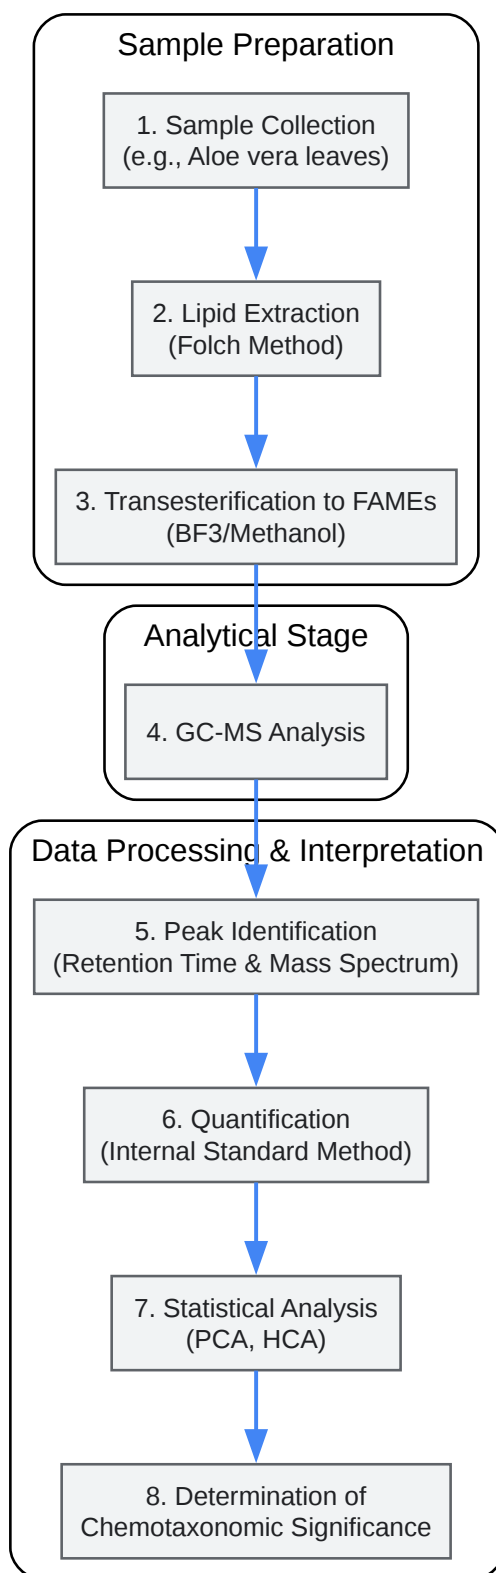 Sample Preparation
1. Sample Collection
(e.g., Aloe vera leaves)
2. Lipid Extraction
(Folch Method)
3. Transesterification to FAMEs
(BF3/Methanol)
Analytical Stage
4. GC-MS Analysis
Data Processing & Interpretation
5. Peak Identification
(Retention Time & Mass Spectrum)
6. Quantification
(Internal Standard Method)
7. Statistical Analysis
(PCA, HCA)
8. Determination of
Chemotaxonomic Significance